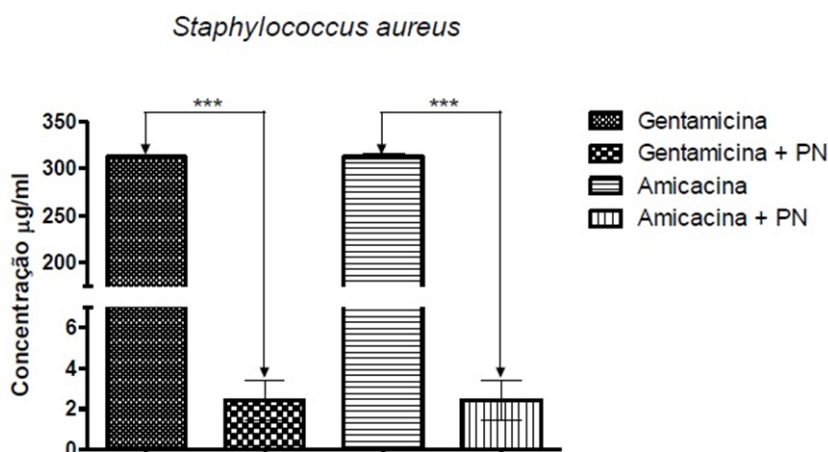 Staphylococcus aureus
***
***
350
300
250
200
6
4
2
0
Concentração µg/ml
Gentamicina
Gentamicina + PN
Amicacina
Amicacina + PN